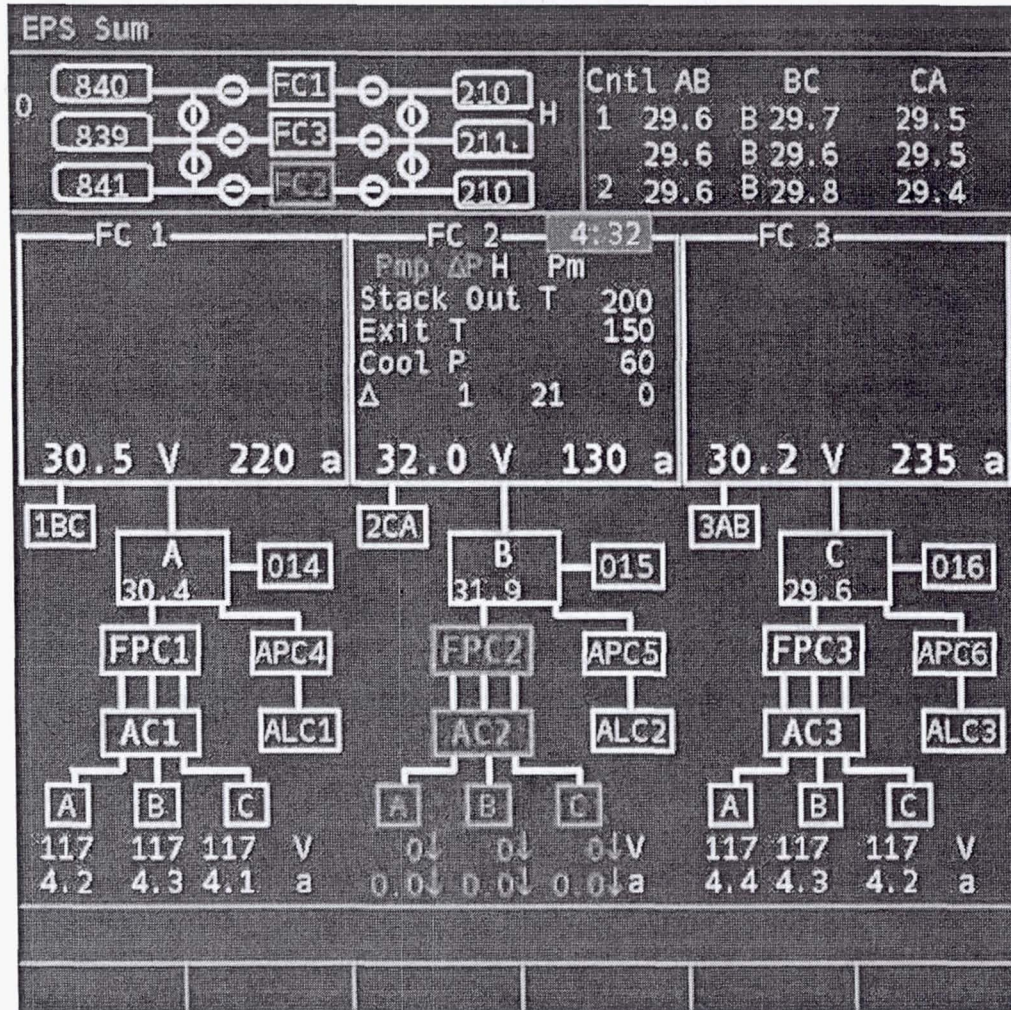 EPS Sum
840 FC1 210
O 839 FC3 211 H
841 FC2 210
Cntl AB BC CA
1 29.6 B 29.7 29.5
29.6 B 29.6 29.5
2 29.6 B 29.8 29.4
FC 1 FC 2 4:32 FC 3
Pmp ΔP H Pm
Stack Out T 200
Exit T 150
Cool P 60
Δ 1 21 0
30.5 V 220 a 32.0 V 130 a 30.2 V 235 a
1BC 2CA 3AB
A 014 B 015 C 016
30.4 31.9 29.6
FPC1 APC4 FPC2 APC5 FPC3 APC6
AC1 ALC1 AC2 ALC2 AC3 ALC3
A B C A B C A B C
117 117 117 V 0↓ 0↓ 0↓ V 117 117 117 V
4.2 4.3 4.1 a 0.0↓ 0.0↓ 0.0↓ a 4.4 4.3 4.2 a